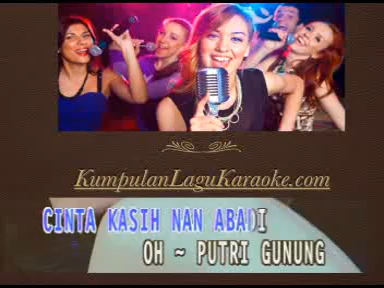 KumpulanLaguKaraoke.com
CINTA KASIH NAN ABADI
OH ~ PUTRI GUNUNG